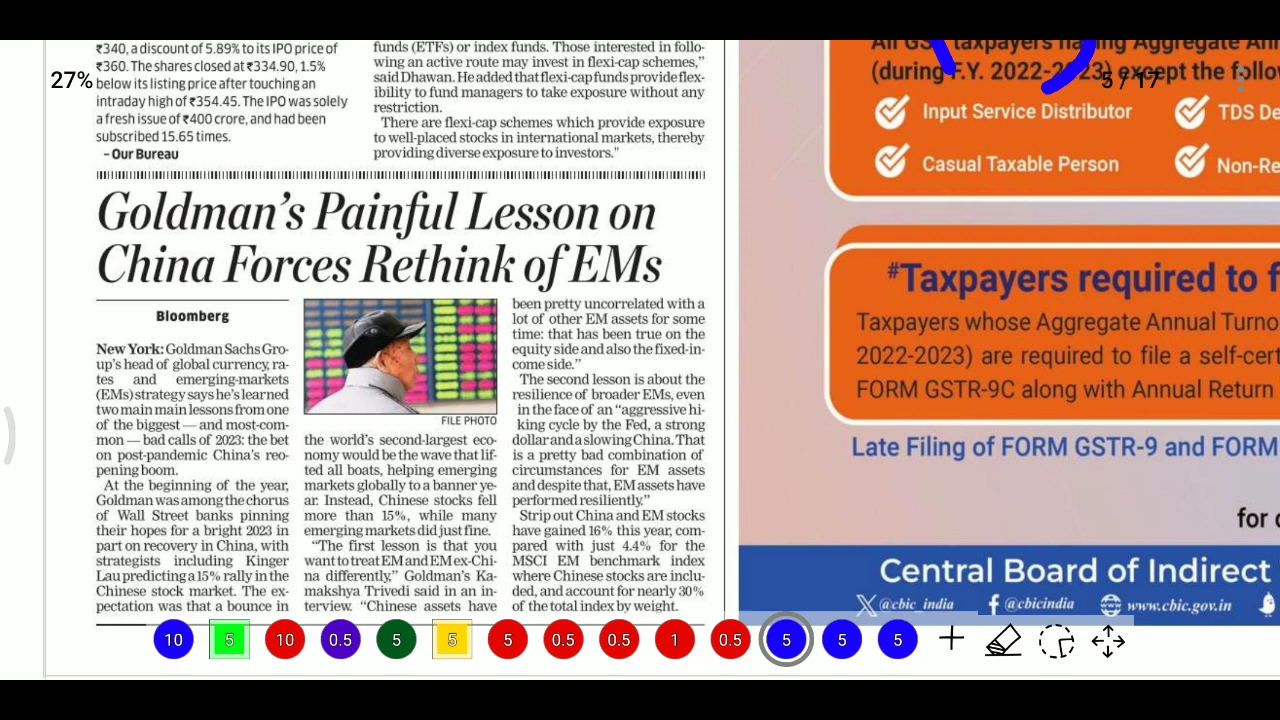 ₹340, a discount of 5.89% to its IPO price of
₹360. The shares closed at ₹334.90, 1.5%
below its listing price after touching an
intraday high of ₹354.45. The IPO was solely
a fresh issue of ₹400 crore, and had been
subscribed 15.65 times.
– Our Bureau
27%
funds (ETFs) or index funds. Those interested in follo-
wing an active route may invest in flexi-cap schemes,"
said Dhawan. He added that flexi-cap funds provide flex-
ibility to fund managers to take exposure without any
restriction.
There are flexi-cap schemes which provide exposure
to well-placed stocks in international markets, thereby
providing diverse exposure to investors."
Goldman's Painful Lesson on
China Forces Rethink of EMs
Bloomberg
New York: Goldman Sachs Gro-
up's head of global currency, ra-
tes and emerging-markets
(EMs) strategy says he's learned
two main main lessons from one
of the biggest — and most-com-
mon — bad calls of 2023: the bet
on post-pandemic China's reo-
pening boom.
At the beginning of the year,
Goldman was among the chorus
of Wall Street banks pinning
their hopes for a bright 2023 in
part on recovery in China, with
strategists including Kinger
Lau predicting a 15% rally in the
Chinese stock market. The ex-
pectation was that a bounce in
FILE PHOTO
the world's second-largest eco-
nomy would be the wave that lif-
ted all boats, helping emerging
markets globally to a banner ye-
ar. Instead, Chinese stocks fell
more than 15%, while many
emerging markets did just fine.
"The first lesson is that you
want to treat EM and EM ex-Chi-
na differently," Goldman's Ka-
makshya Trivedi said in an in-
terview. "Chinese assets have
been pretty uncorrelated with a
lot of other EM assets for some
time: that has been true on the
equity side and also the fixed-in-
come side."
The second lesson is about the
resilience of broader EMs, even
in the face of an "aggressive hi-
king cycle by the Fed, a strong
dollar and a slowing China. That
is a pretty bad combination of
circumstances for EM assets
and despite that, EM assets have
performed resiliently."
Strip out China and EM stocks
have gained 16% this year, com-
pared with just 4.4% for the
MSCI EM benchmark index
where Chinese stocks are inclu-
ded, and account for nearly 30%
of the total index by weight.
All GS taxpayers having Aggregate An
(during F.Y. 2022-2023) except the follow
5 / 17
Input Service Distributor
TDS De
Casual Taxable Person
Non-Re
#Taxpayers required to f
Taxpayers whose Aggregate Annual Turno
2022-2023) are required to file a self-cert
FORM GSTR-9C along with Annual Return
Late Filing of FORM GSTR-9 and FORM
for
Central Board of Indirect
@cbic_india
@cbicindia
www.cbic.gov.in
10 5 10 0.5 5 5 5 0.5 0.5 1 0.5 5 5 5